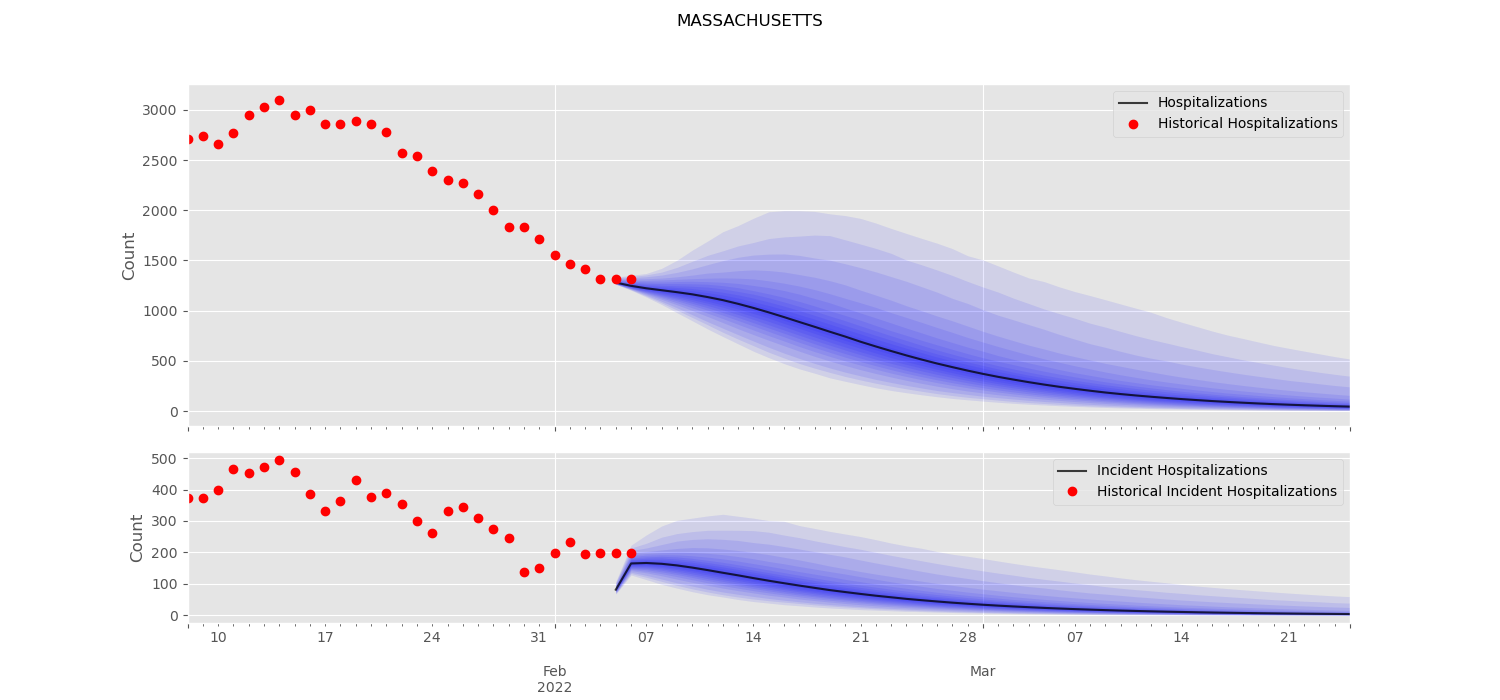 MASSACHUSETTS
Hospitalizations
Historical Hospitalizations
Count
3000
2500
2000
1500
1000
500
0
Incident Hospitalizations
Historical Incident Hospitalizations
Count
500
400
300
200
100
0
10 17 24 31 07 14 21 28 07 14 21
Feb Mar
2022